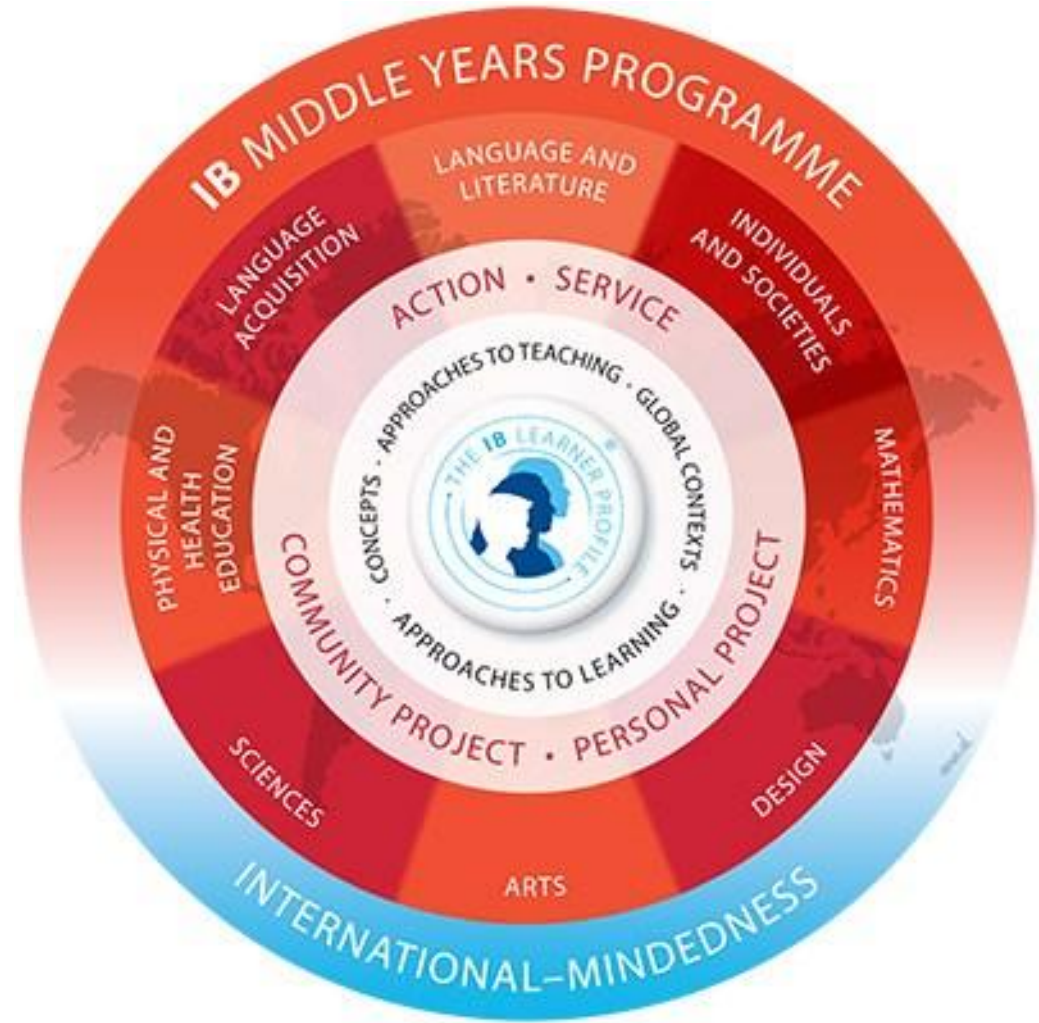 IB MIDDLE YEARS PROGRAMME
LANGUAGE AND
LITERATURE
LANGUAGE
ACQUISITION
INDIVIDUALS
AND SOCIETIES
PHYSICAL AND
HEALTH
EDUCATION
MATHEMATICS
SCIENCES
DESIGN
ARTS
ACTION • SERVICE
COMMUNITY PROJECT • PERSONAL PROJECT
CONCEPTS · APPROACHES TO TEACHING · GLOBAL CONTEXTS ·
· APPROACHES TO LEARNING
THE IB LEARNER PROFILE ®
INTERNATIONAL–MINDEDNESS